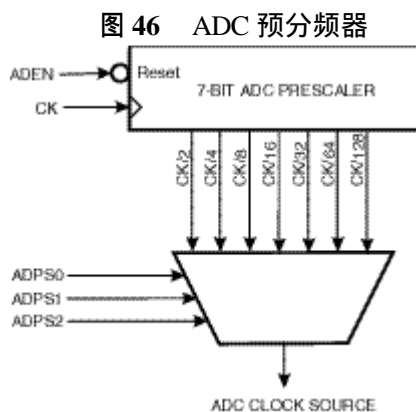 图 46 ADC 预分频器
ADEN
Reset
7-BIT ADC PRESCALER
CK
CK/2
CK/4
CK/8
CK/16
CK/32
CK/64
CK/128
ADPS0
ADPS1
ADPS2
ADC CLOCK SOURCE